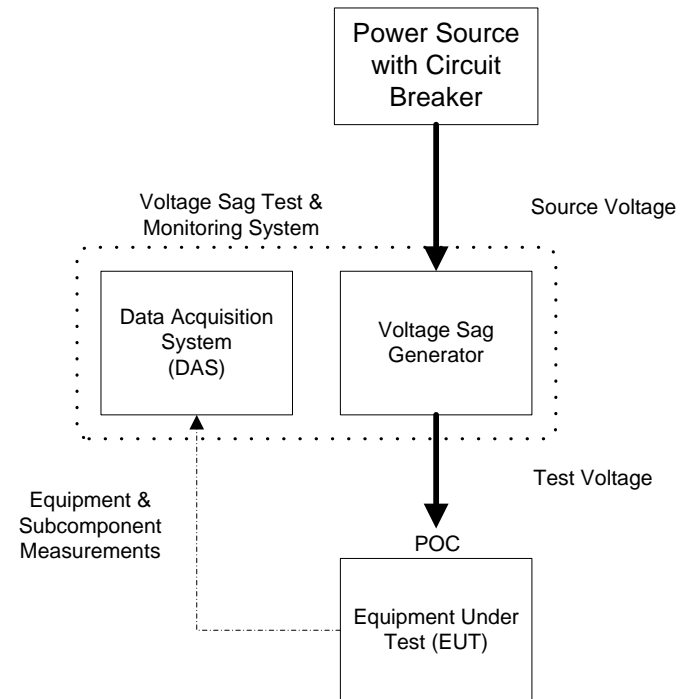 Power Source
with Circuit
Breaker
Voltage Sag Test &
Monitoring System
Source Voltage
Data Acquisition
System
(DAS)
Voltage Sag
Generator
Test Voltage
Equipment &
Subcomponent
Measurements
POC
Equipment Under
Test (EUT)